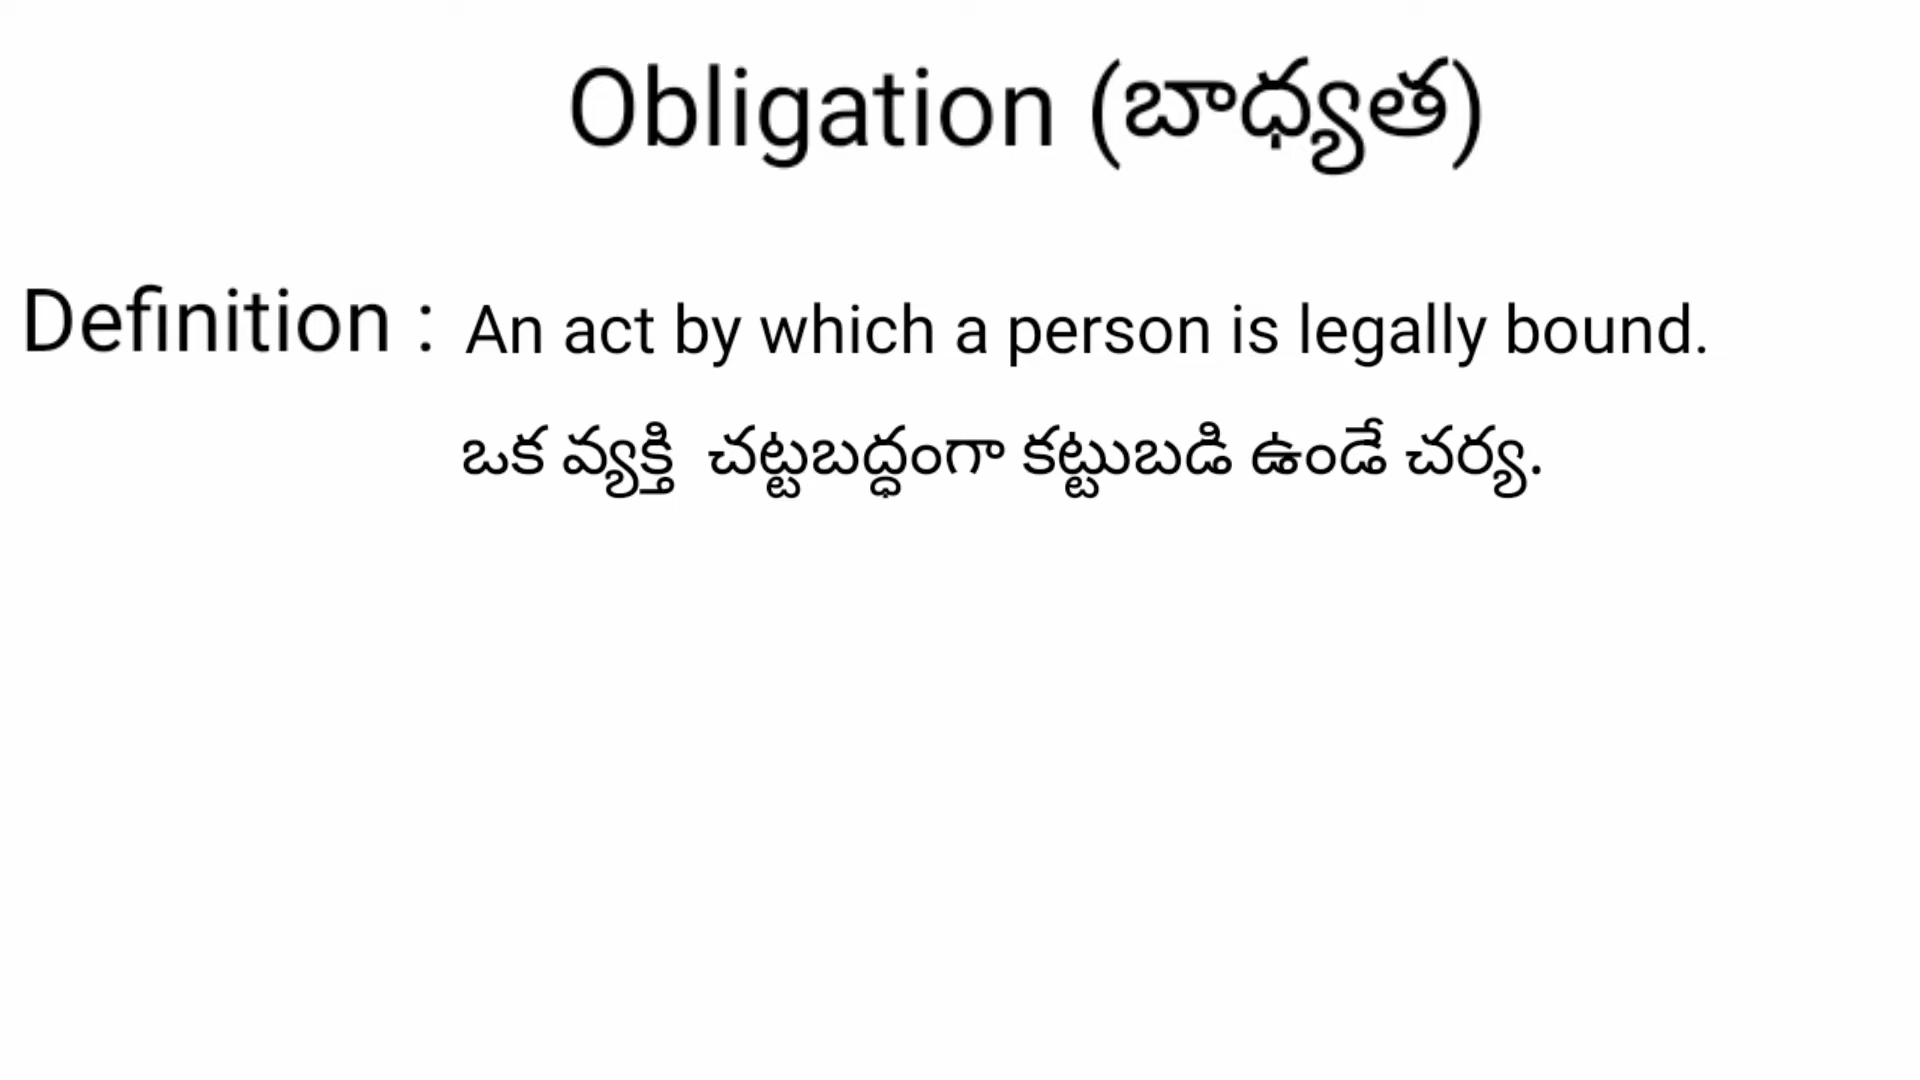 Obligation (బాధ్యత)
Definition : An act by which a person is legally bound.
ఒక వ్యక్తి చట్టబద్ధంగా కట్టుబడి ఉండే చర్య.